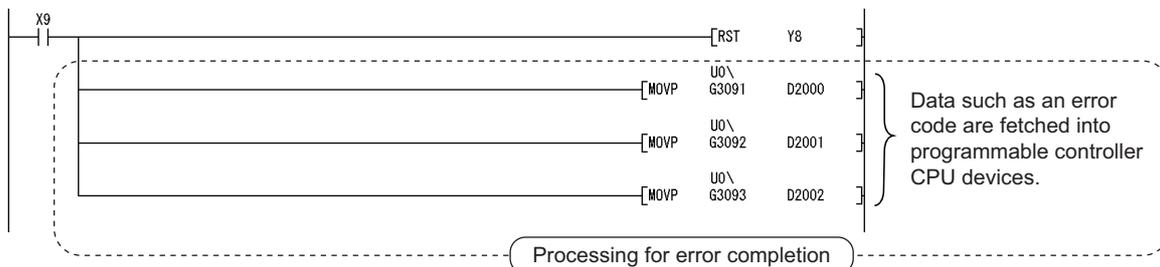 X9
[RST Y8 ]
U0\
[MOVP G3091 D2000 ]
U0\
[MOVP G3092 D2001 ]
U0\
[MOVP G3093 D2002 ]
Data such as an error
code are fetched into
programmable controller
CPU devices.
Processing for error completion